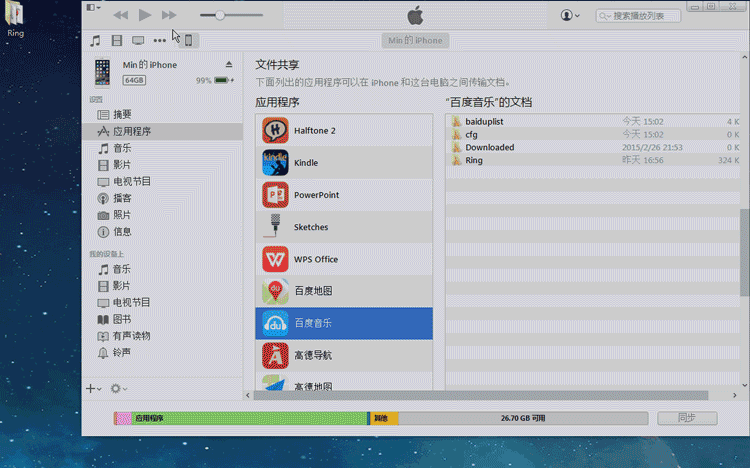 Ring
搜索播放列表
Min 的 iPhone
Min 的 iPhone
64GB
99%
设置
摘要
应用程序
音乐
影片
电视节目
播客
照片
信息
我的设备上
音乐
影片
电视节目
图书
有声读物
铃声
文件共享
下面列出的应用程序可以在 iPhone 和这台电脑之间传输文档。
应用程序
Halftone 2
Kindle
PowerPoint
Sketches
WPS Office
百度地图
百度音乐
高德导航
高德地图
“百度音乐”的文档
baiduplist 今天 15:02 4 K
cfg 今天 15:02 0 K
Downloaded 2015/2/26 21:53 0 K
Ring 昨天 16:56 324 K
应用程序 其他 26.70 GB 可用 同步